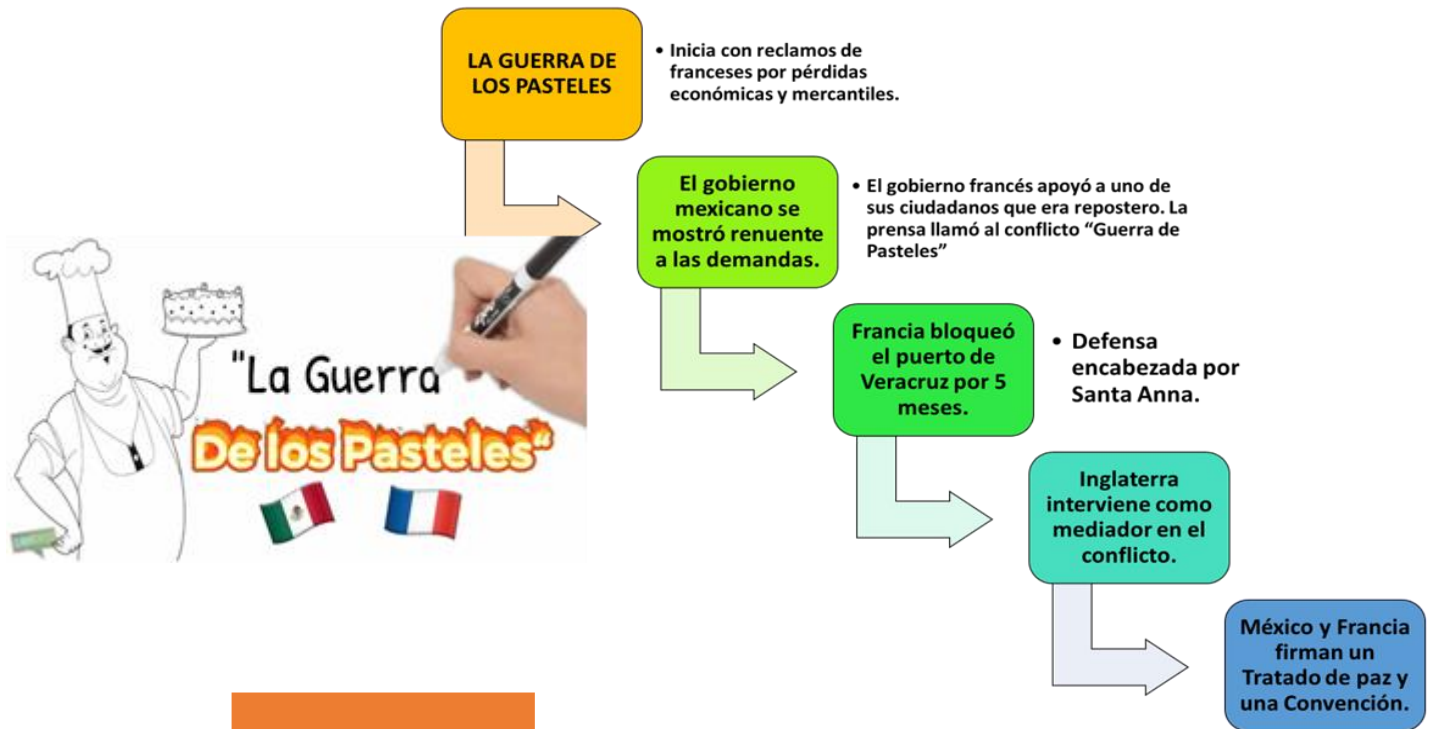 LA GUERRA DE
LOS PASTELES
• Inicia con reclamos de
franceses por pérdidas
económicas y mercantiles.
El gobierno
mexicano se
mostró renuente
a las demandas.
• El gobierno francés apoyó a uno de
sus ciudadanos que era repostero. La
prensa llamó al conflicto “Guerra de
Pasteles”
"La Guerra
De los Pasteles“
Francia bloqueó
el puerto de
Veracruz por 5
meses.
• Defensa
encabezada por
Santa Anna.
Inglaterra
interviene como
mediador en el
conflicto.
México y Francia
firman un
Tratado de paz y
una Convención.